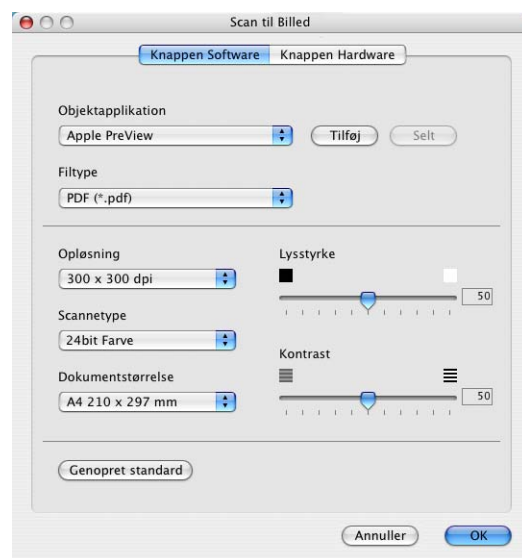 Scan til Billed
Knappen Software Knappen Hardware
Objektapplikation
Apple PreView Tilføj Selt
Filtype
PDF (*.pdf)
Opløsning
300 x 300 dpi
Scannetype
24bit Farve
Dokumentstørrelse
A4 210 x 297 mm
Lysstyrke
50
Kontrast
50
Genopret standard
Annuller OK